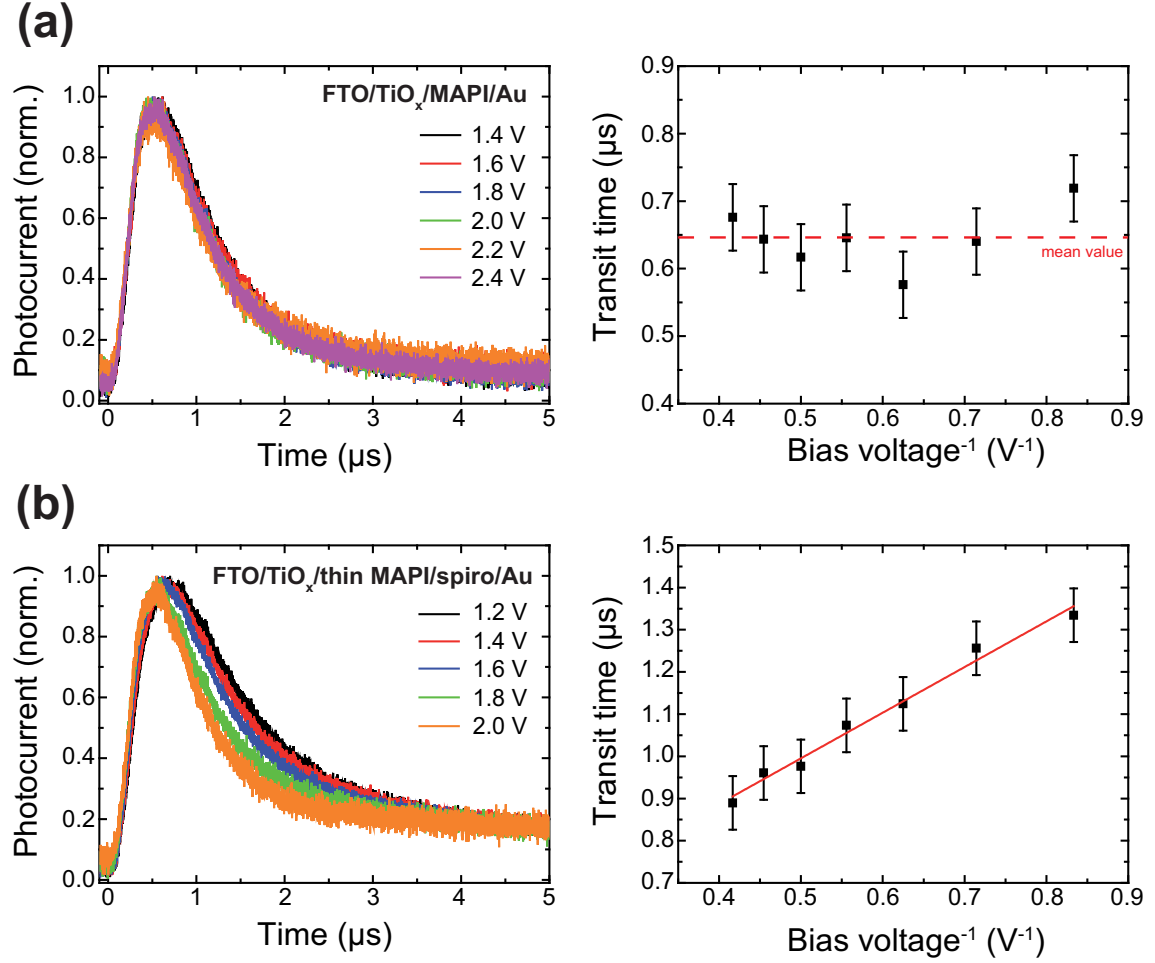 (a)
FTO/TiOx/MAPI/Au
1.4 V
1.6 V
1.8 V
2.0 V
2.2 V
2.4 V
Photocurrent (norm.)
1.0
0.8
0.6
0.4
0.2
0.0
0 1 2 3 4 5
Time (μs)
Transit time (μs)
0.9
0.8
0.7
0.6
0.5
0.4
mean value
0.4 0.5 0.6 0.7 0.8 0.9
Bias voltage⁻¹ (V⁻¹)
(b)
FTO/TiOx/thin MAPI/spiro/Au
1.2 V
1.4 V
1.6 V
1.8 V
2.0 V
Photocurrent (norm.)
1.0
0.8
0.6
0.4
0.2
0.0
0 1 2 3 4 5
Time (μs)
Transit time (μs)
1.5
1.4
1.3
1.2
1.1
1.0
0.9
0.8
0.7
0.4 0.5 0.6 0.7 0.8 0.9
Bias voltage⁻¹ (V⁻¹)